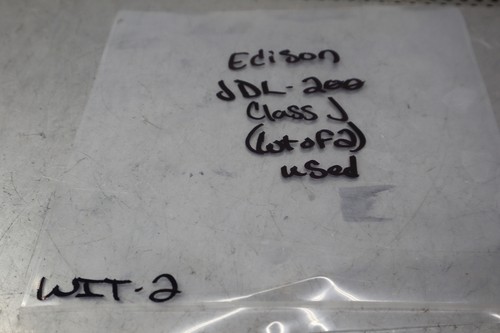 Edison
JDL-200
Class J
(Lot of 2)
used
WIT-2